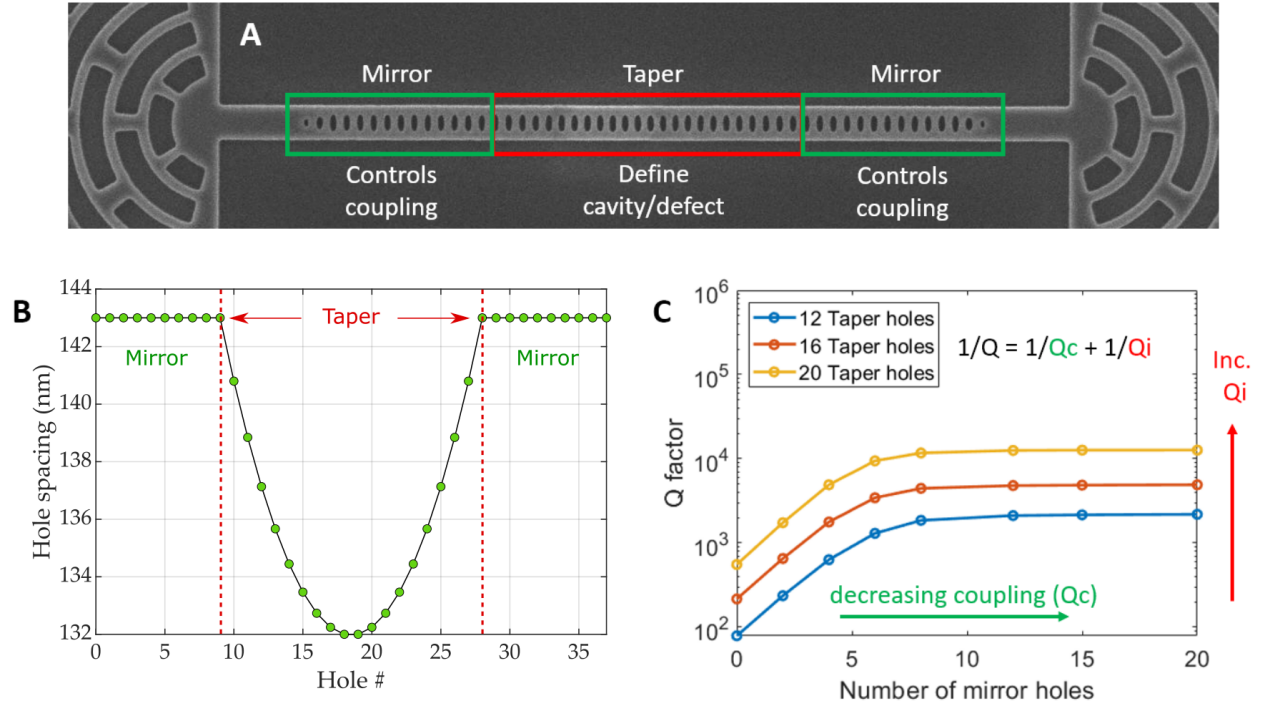 A
Mirror
Taper
Mirror
Controls
coupling
Define
cavity/defect
Controls
coupling
B
144
142
140
138
136
134
132
Hole spacing (nm)
Taper
Mirror
Mirror
0
5
10
15
20
25
30
35
Hole #
C
10^6
10^5
10^4
10^3
10^2
Q factor
12 Taper holes
16 Taper holes
20 Taper holes
1/Q = 1/Qc + 1/Qi
decreasing coupling (Qc)
0
5
10
15
20
Number of mirror holes
Inc.
Qi